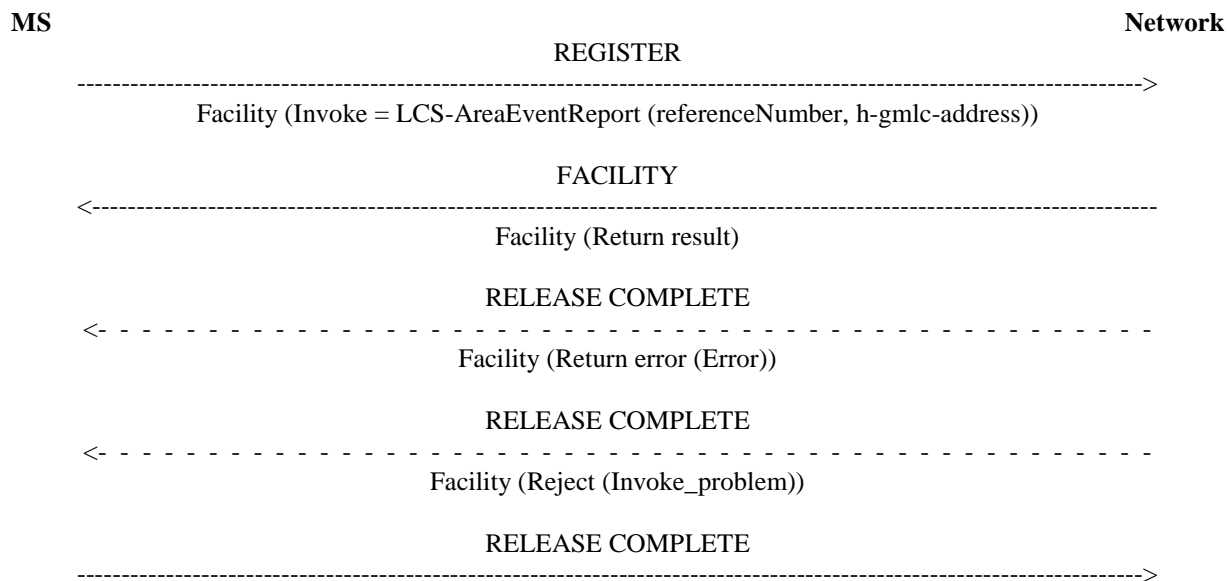 MS Network
REGISTER
------------------------------------------------------------------------------------------------------------------------>
Facility (Invoke = LCS-AreaEventReport (referenceNumber, h-gmlc-address))
FACILITY
<------------------------------------------------------------------------------------------------------------------------
Facility (Return result)
RELEASE COMPLETE
<- - - - - - - - - - - - - - - - - - - - - - - - - - - - - - - - - - - - - - - - - - - - - - - -
Facility (Return error (Error))
RELEASE COMPLETE
<- - - - - - - - - - - - - - - - - - - - - - - - - - - - - - - - - - - - - - - - - - - - - - - -
Facility (Reject (Invoke_problem))
RELEASE COMPLETE
------------------------------------------------------------------------------------------------------------------------>